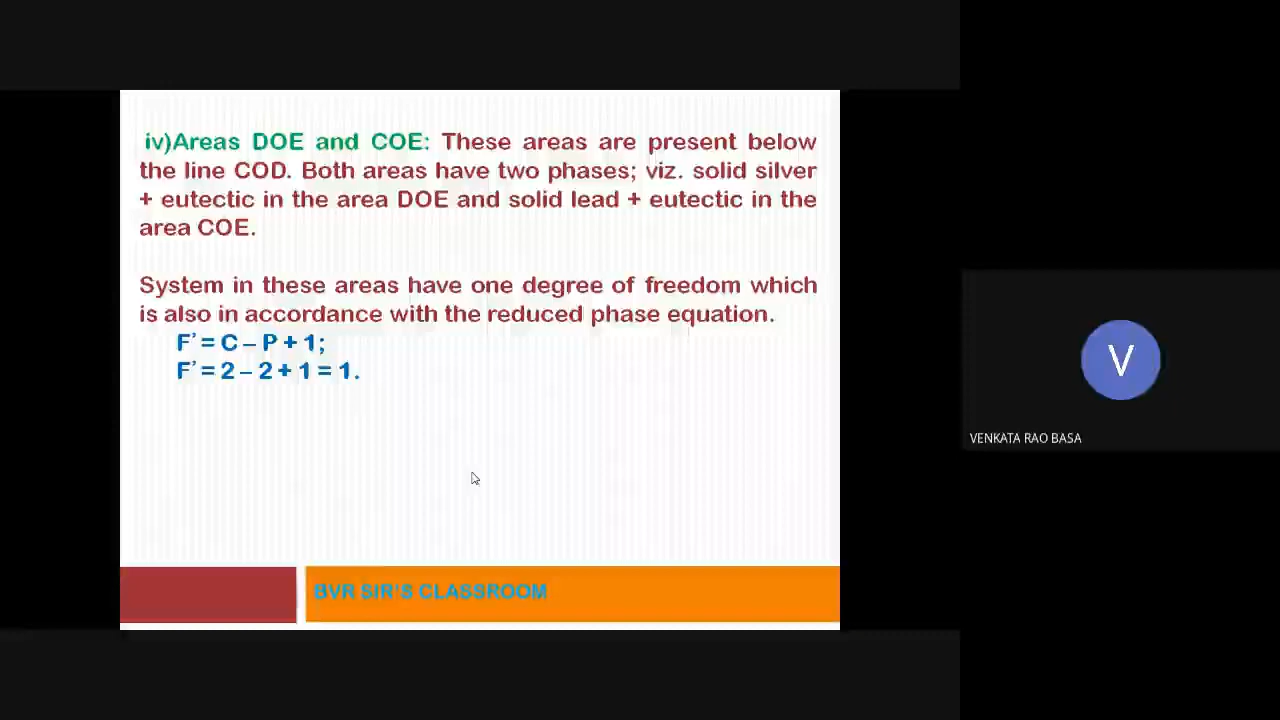 iv)Areas DOE and COE: These areas are present below
the line COD. Both areas have two phases; viz. solid silver
+ eutectic in the area DOE and solid lead + eutectic in the
area COE.
System in these areas have one degree of freedom which
is also in accordance with the reduced phase equation.
F' = C – P + 1;
F' = 2 – 2 + 1 = 1.
BVR SIR'S CLASSROOM
V
VENKATA RAO BASA